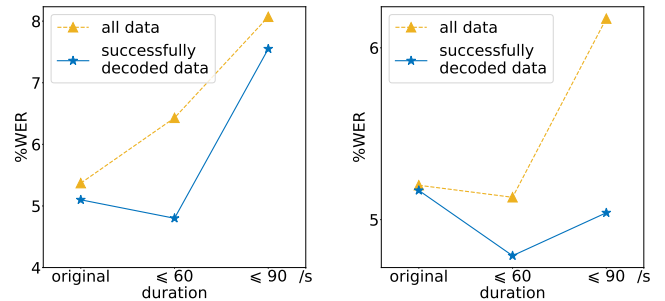 8
7
6
5
4
%WER
all data
successfully
decoded data
original ⩽ 60 ⩽ 90 /s
duration
6
5
%WER
all data
successfully
decoded data
original ⩽ 60 ⩽ 90 /s
duration